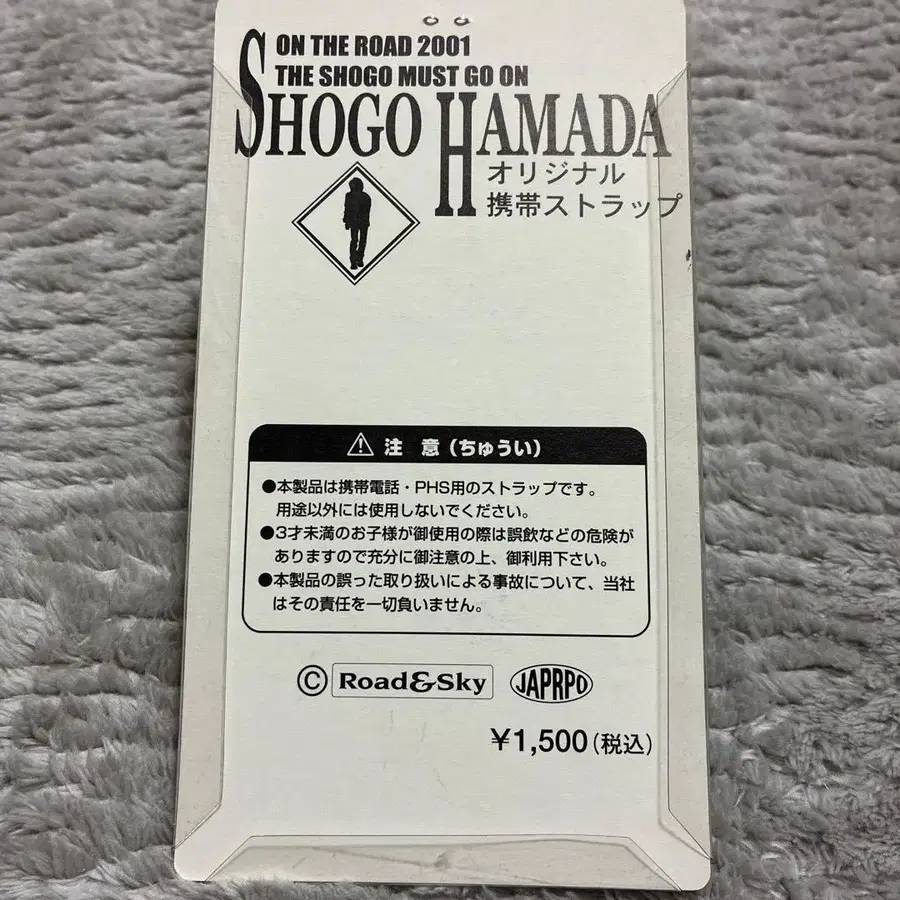 ON THE ROAD 2001
THE SHOGO MUST GO ON
SHOGO HAMADA
オリジナル
携帯ストラップ
注 意（ちゅうい）
●本製品は携帯電話・PHS用のストラップです。
用途以外には使用しないでください。
●3才未満のお子様が御使用の際は誤飲などの危険が
ありますので充分に御注意の上、御利用下さい。
●本製品の誤った取り扱いによる事故について、当社
はその責任を一切負いません。
© Road&Sky JAPRPO
¥1,500（税込）